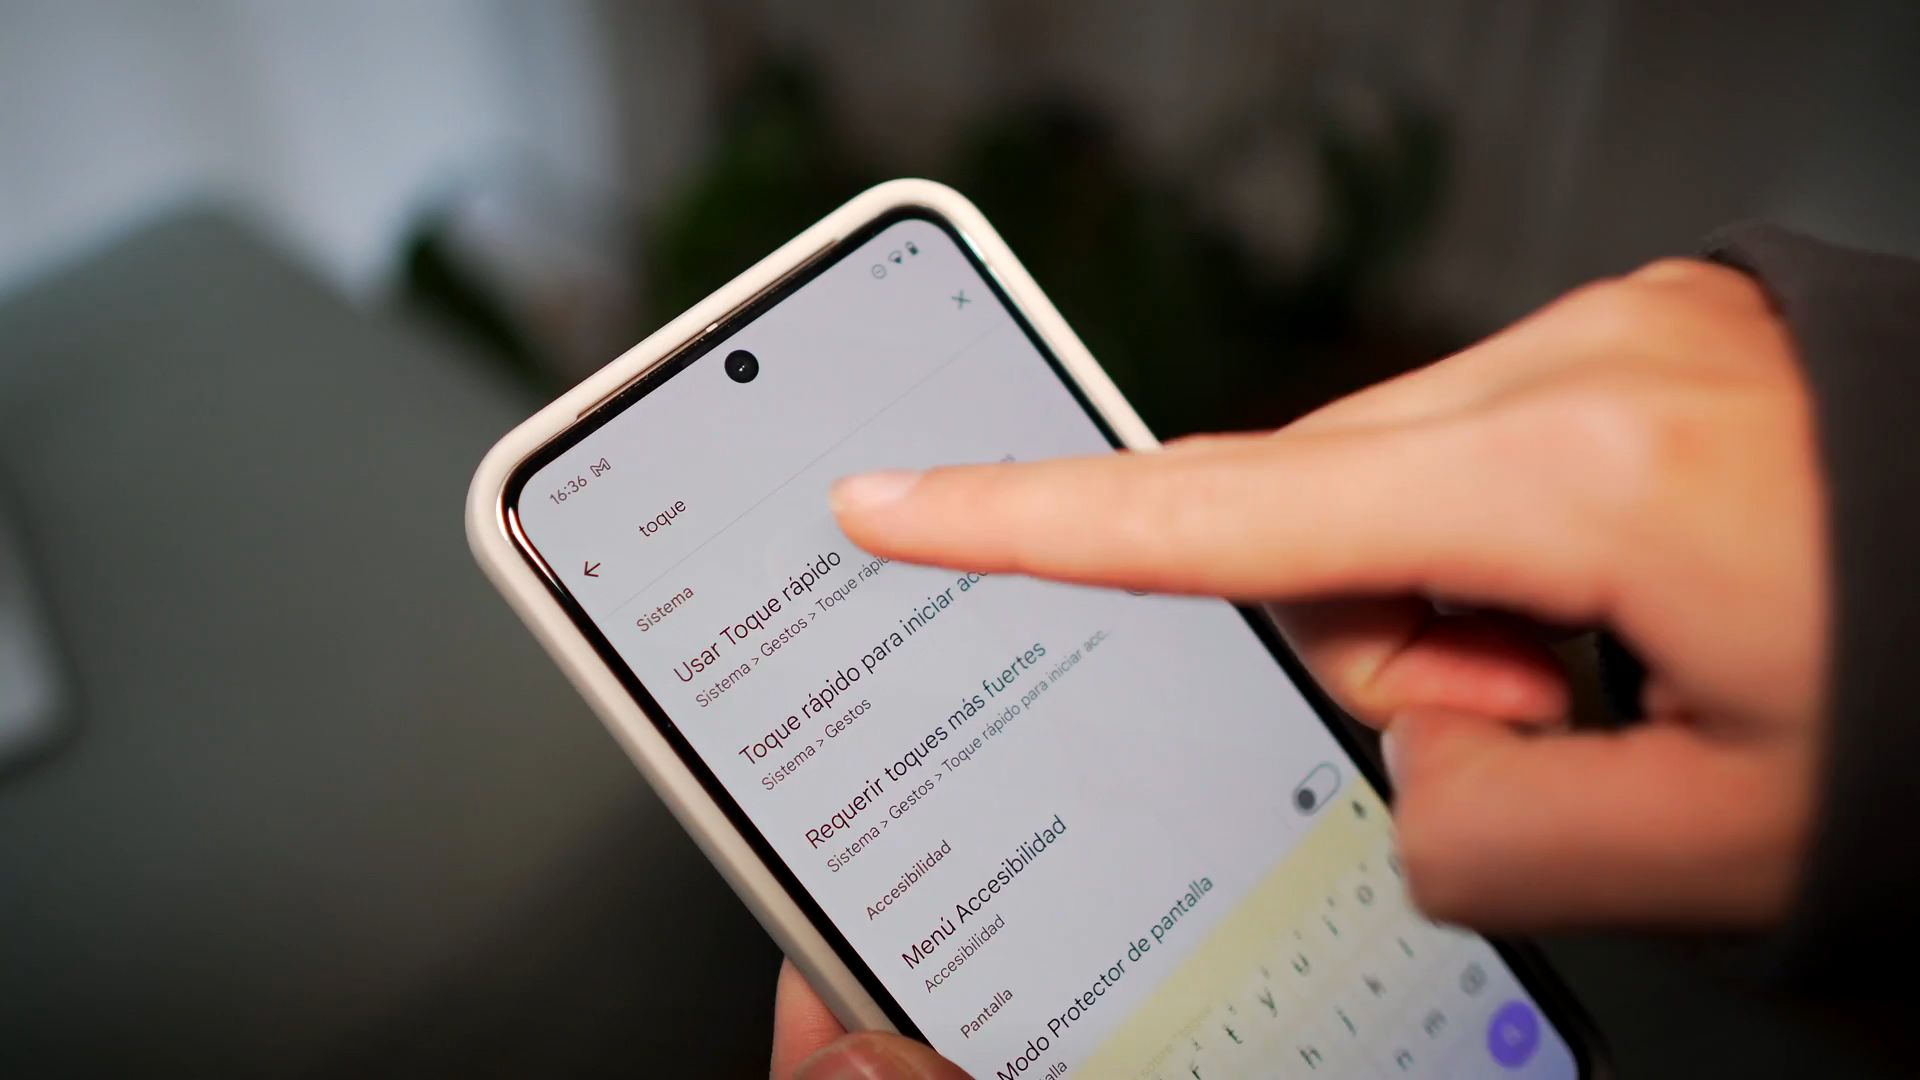 16:36
toque
Sistema
Usar Toque rápido
Sistema > Gestos > Toque
Toque rápido para iniciar
Sistema > Gestos
Requerir toques más fuertes
Sistema > Gestos > Toque rápido para iniciar acc...
Accesibilidad
Menú Accesibilidad
Accesibilidad
Pantalla
Modo Protector de pantalla
r t y u i o
h j k l
n m